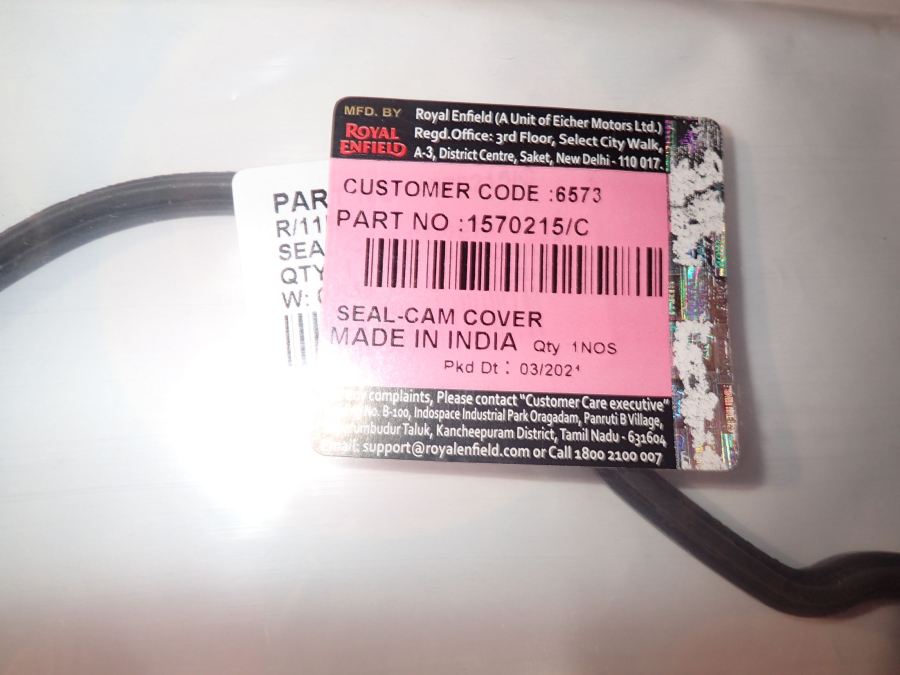 MFD. BY
ROYAL
ENFIELD
Royal Enfield (A Unit of Eicher Motors Ltd.)
Regd.Office: 3rd Floor, Select City Walk,
A-3, District Centre, Saket, New Delhi - 110 017.
CUSTOMER CODE :6573
PART NO :1570215/C
SEAL-CAM COVER
MADE IN INDIA Qty 1NOS
Pkd Dt : 03/2021
complaints, Please contact "Customer Care executive"
No. B-100, Indospace Industrial Park Oragadam, Panruti B Village,
Taluk, Kancheepuram District, Tamil Nadu - 631604
support@royalenfield.com or Call 1800 2100 007
PAR
R/11
SEA
QTY
W: